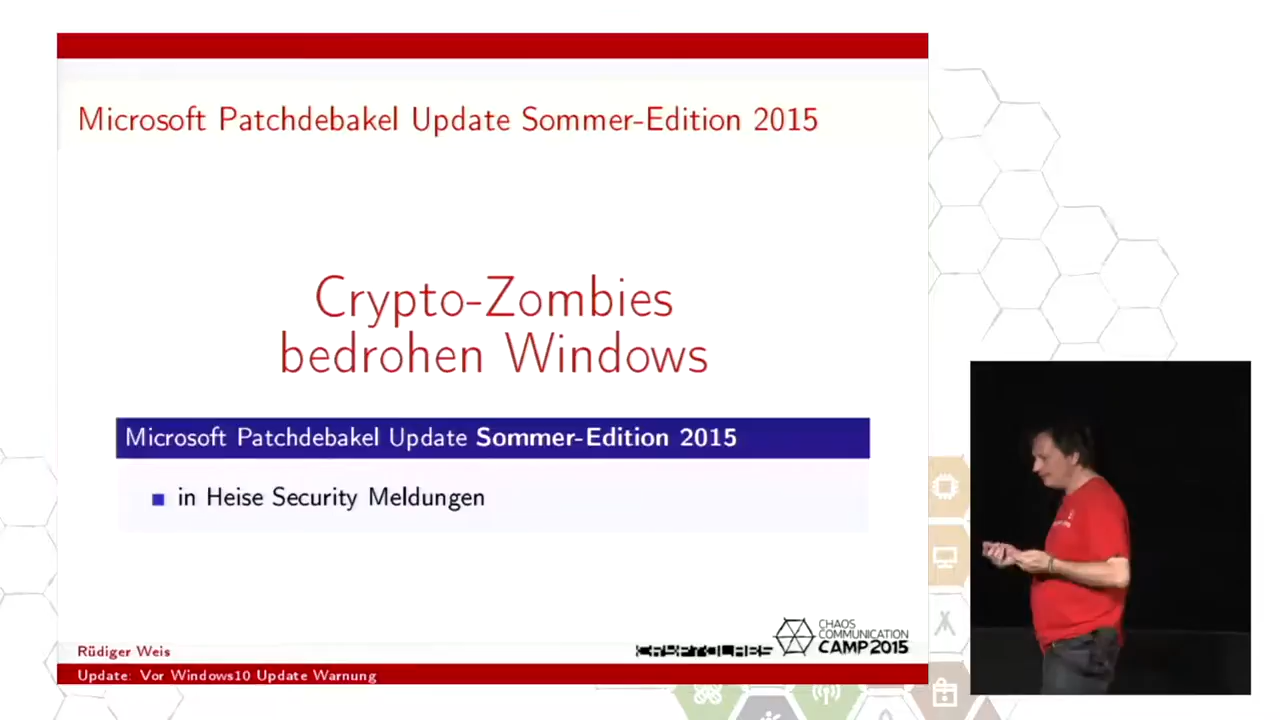 Microsoft Patchdebakel Update Sommer-Edition 2015
Crypto-Zombies
bedrohen Windows
Microsoft Patchdebakel Update Sommer-Edition 2015
in Heise Security Meldungen
Rüdiger Weis
CRYPTOLABS
CHAOS
COMMUNICATION
CAMP 2015
Update: Vor Windows10 Update Warnung